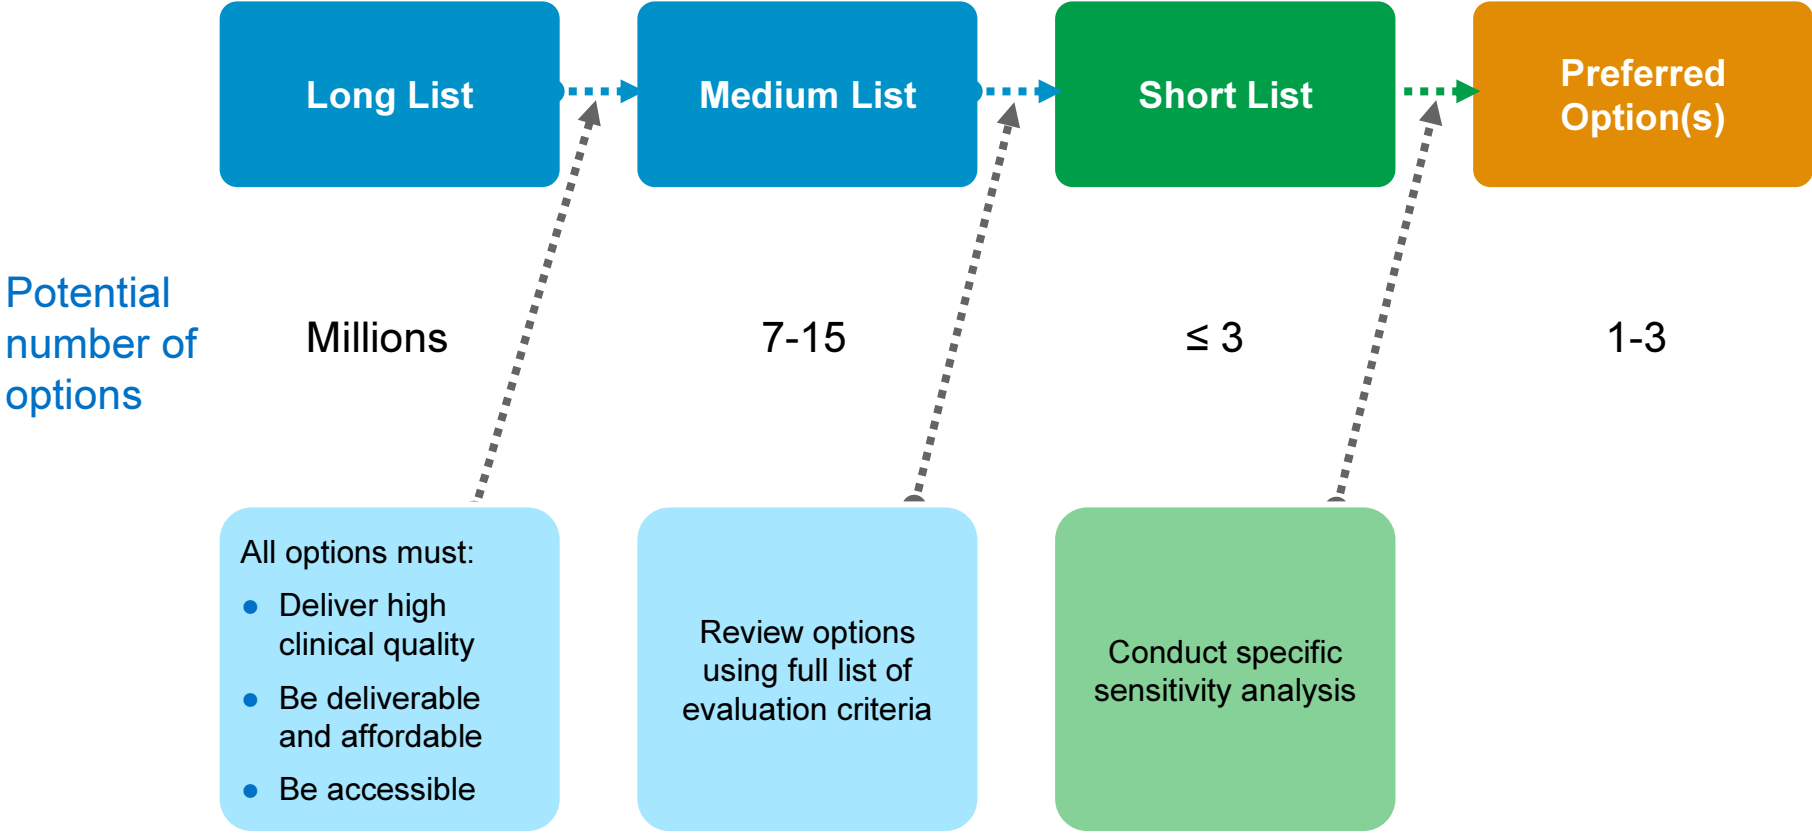 Long List
Medium List
Short List
Preferred
Option(s)
Potential
number of
options
Millions
7-15
≤ 3
1-3
All options must:
● Deliver high
clinical quality
● Be deliverable
and affordable
● Be accessible
Review options
using full list of
evaluation criteria
Conduct specific
sensitivity analysis